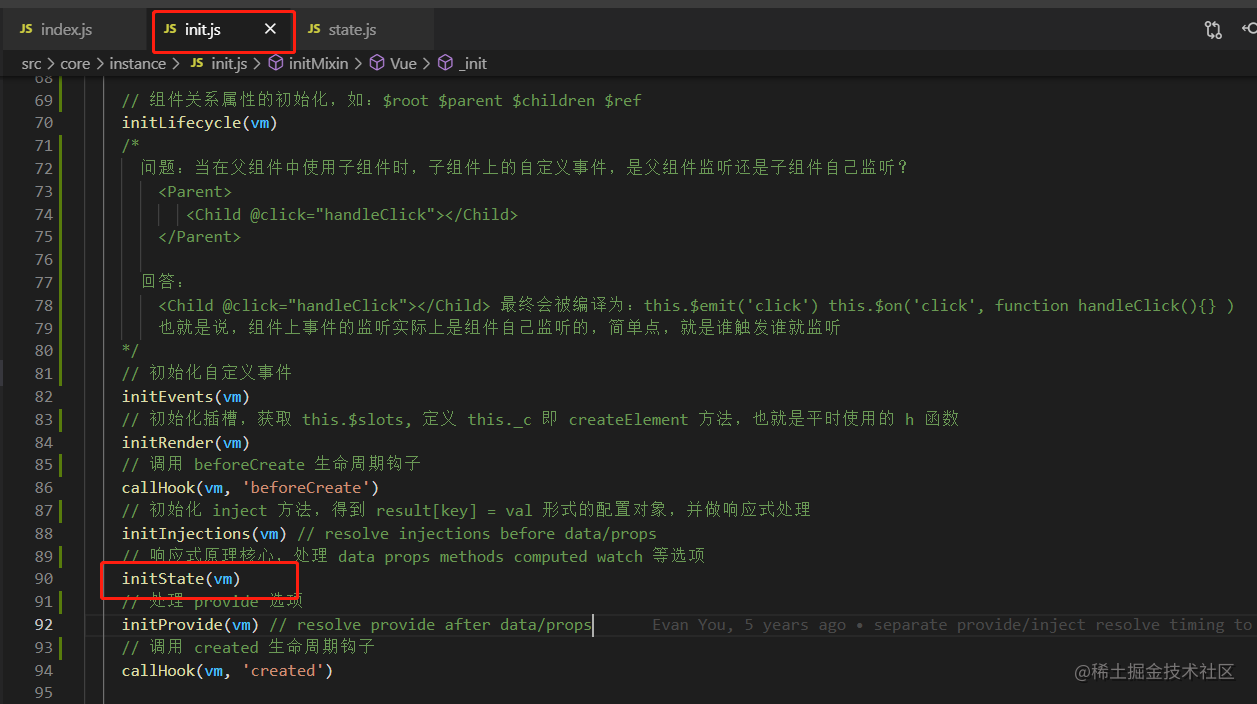 JS index.js
JS init.js ×
JS state.js
src > core > instance > JS init.js > initMixin > Vue > _init
68
69 // 组件关系属性的初始化，如：$root $parent $children $ref
70 initLifecycle(vm)
71 /*
72 问题：当在父组件中使用子组件时，子组件上的自定义事件，是父组件监听还是子组件自己监听？
73 <Parent>
74 <Child @click="handleClick"></Child>
75 </Parent>
76
77 回答：
78 <Child @click="handleClick"></Child> 最终会被编译为：this.$emit('click') this.$on('click', function handleClick(){} )
79 也就是说，组件上事件的监听实际上是组件自己监听的，简单点，就是谁触发谁就监听
80 */
81 // 初始化自定义事件
82 initEvents(vm)
83 // 初始化插槽，获取 this.$slots, 定义 this._c 即 createElement 方法，也就是平时使用的 h 函数
84 initRender(vm)
85 // 调用 beforeCreate 生命周期钩子
86 callHook(vm, 'beforeCreate')
87 // 初始化 inject 方法，得到 result[key] = val 形式的配置对象，并做响应式处理
88 initInjections(vm) // resolve injections before data/props
89 // 响应式原理核心，处理 data props methods computed watch 等选项
90 initState(vm)
91 // 处理 provide 选项
92 initProvide(vm) // resolve provide after data/props Evan You, 5 years ago • separate provide/inject resolve timing to
93 // 调用 created 生命周期钩子
94 callHook(vm, 'created')
95
@稀土掘金技术社区